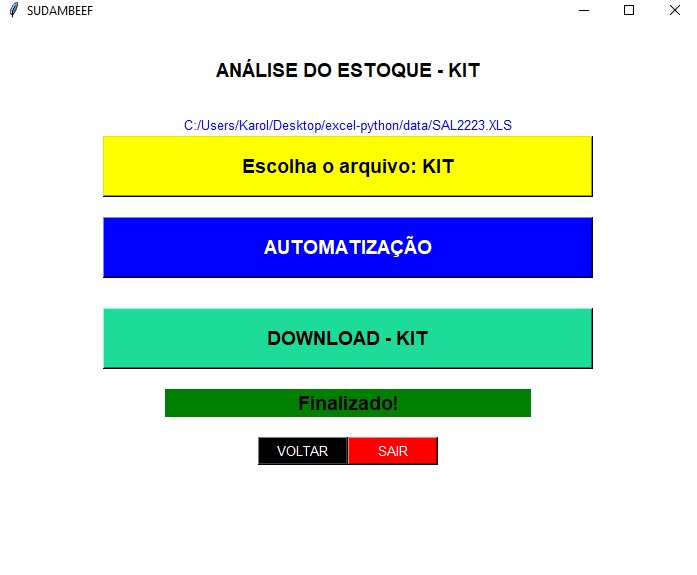 SUDAMBEEF
ANÁLISE DO ESTOQUE - KIT
C:/Users/Karol/Desktop/excel-python/data/SAL2223.XLS
Escolha o arquivo: KIT
AUTOMATIZAÇÃO
DOWNLOAD - KIT
Finalizado!
VOLTAR SAIR